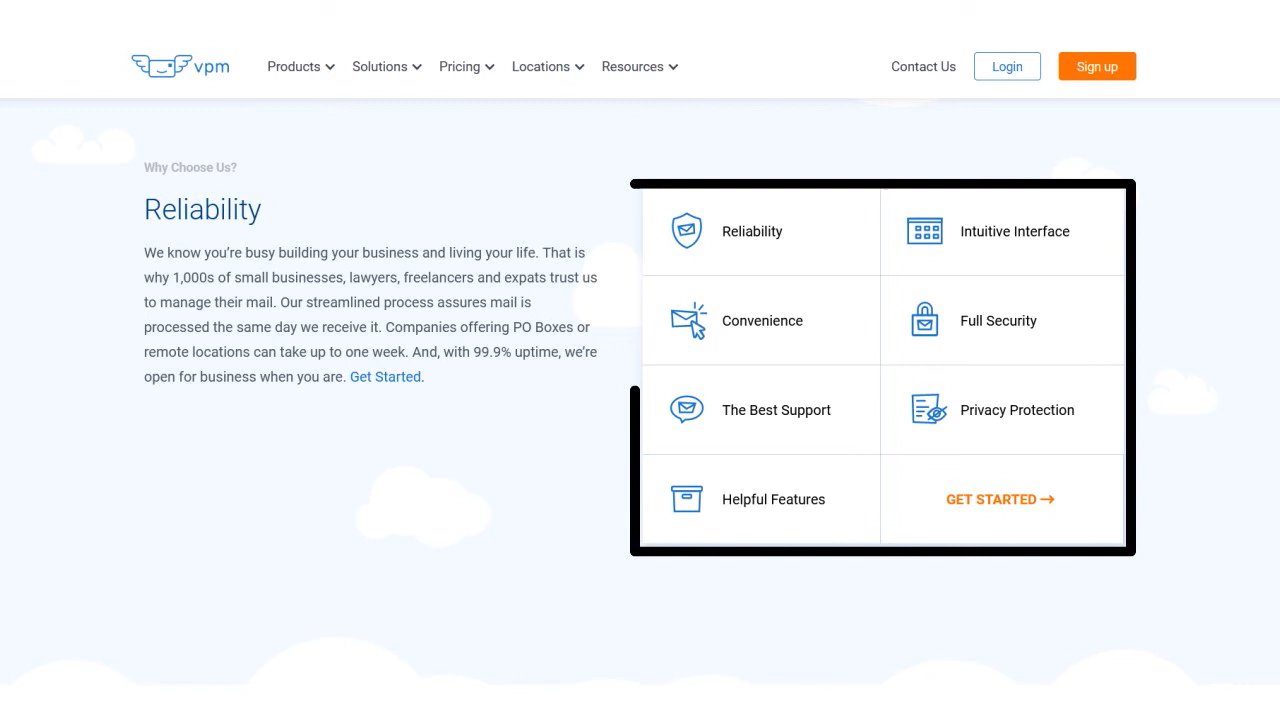 vpm
Products
Solutions
Pricing
Locations
Resources
Contact Us
Login
Sign up
Why Choose Us?
Reliability
We know you’re busy building your business and living your life. That is
why 1,000s of small businesses, lawyers, freelancers and expats trust us
to manage their mail. Our streamlined process assures mail is
processed the same day we receive it. Companies offering PO Boxes or
remote locations can take up to one week. And, with 99.9% uptime, we’re
open for business when you are. Get Started.
Reliability
Intuitive Interface
Convenience
Full Security
The Best Support
Privacy Protection
Helpful Features
GET STARTED →